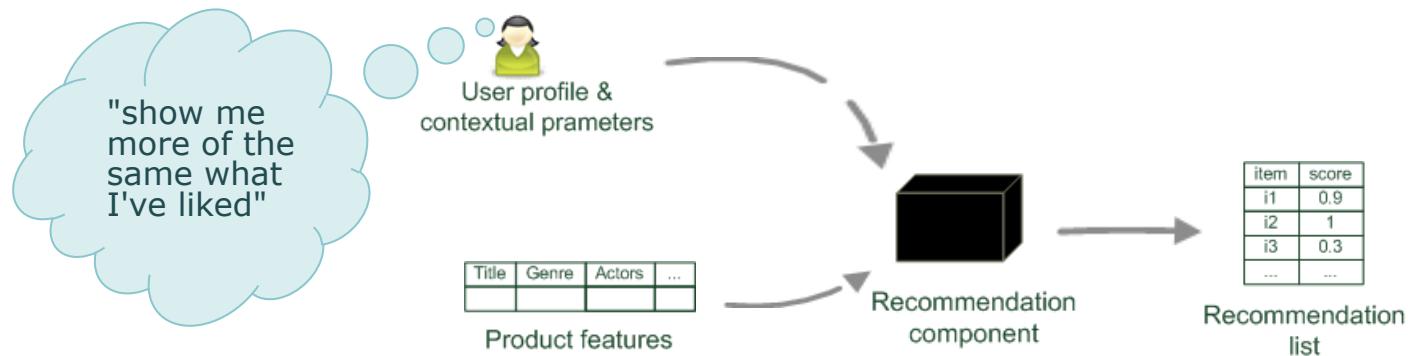 "show me
more of the
same what
I've liked"
User profile &
contextual prameters
Title Genre Actors ...
Product features
Recommendation
component
item score
i1 0.9
i2 1
i3 0.3
... ...
Recommendation
list